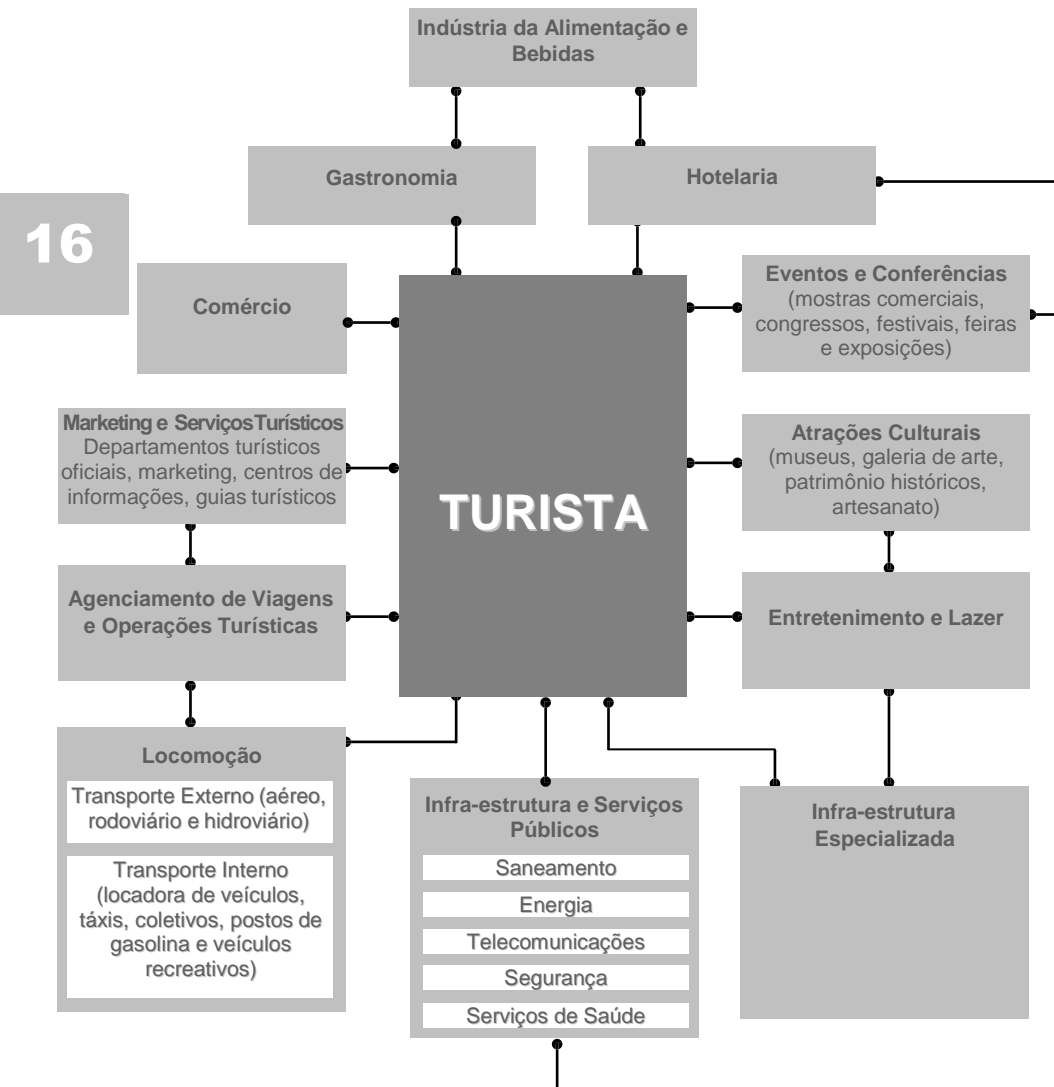 Indústria da Alimentação e
Bebidas
Gastronomia
Hotelaria
16
Comércio
Eventos e Conferências
(mostras comerciais,
congressos, festivais, feiras
e exposições)
Marketing e Serviços Turísticos
Departamentos turísticos
oficiais, marketing, centros de
informações, guias turísticos
TURISTA
Atrações Culturais
(museus, galeria de arte,
patrimônio históricos,
artesanato)
Agenciamento de Viagens
e Operações Turísticas
Entretenimento e Lazer
Locomoção
Transporte Externo (aéreo,
rodoviário e hidroviário)
Transporte Interno
(locadora de veículos,
táxis, coletivos, postos de
gasolina e veículos
recreativos)
Infra-estrutura e Serviços
Públicos
Saneamento
Energia
Telecomunicações
Segurança
Serviços de Saúde
Infra-estrutura
Especializada